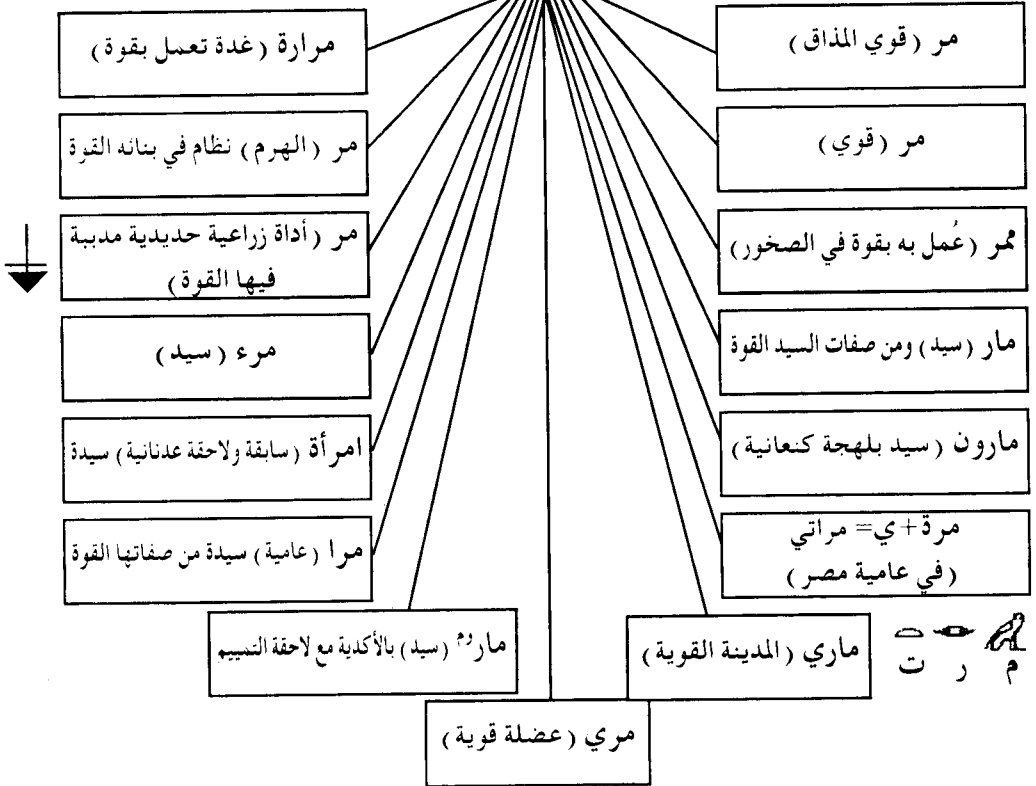 مر (قوي المذاق)
مرارة (غدة تعمل بقوة)
مر (قوي)
مر (الهرم) نظام في بنائه القوة
ممر (عُمل به بقوة في الصخور)
مر (أداة زراعية حديدية مدببة
فيها القوة)
مار (سيد) ومن صفات السيد القوة
مرء (سيد)
مارون (سيد بلهجة كنعانية)
امرأة (سابقة ولاحقة عدنانية) سيدة
مرة+ي= مراتي
(في عامية مصر)
مرا (عامية) سيدة من صفاتها القوة
م ر ت
ماري (المدينة القوية)
مار وم (سيد) بالأكدية مع لاحقة التمييم
مري (عضلة قوية)